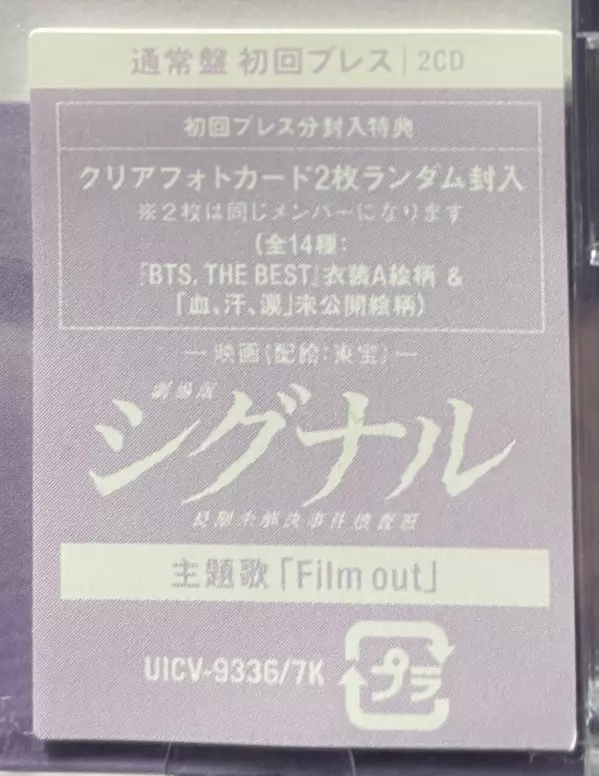 通常盤 初回プレス|2CD
初回プレス分封入特典
クリアフォトカード2枚ランダム封入
※2枚は同じメンバーになります
(全14種:
『BTS, THE BEST』衣装A絵柄 &
「血、汗、涙」未公開絵柄)
― 映画(配給:東宝) ―
劇場版
シグナル
長期未解決事件捜査班
主題歌「Film out」
UICV-9336/7K
プラ